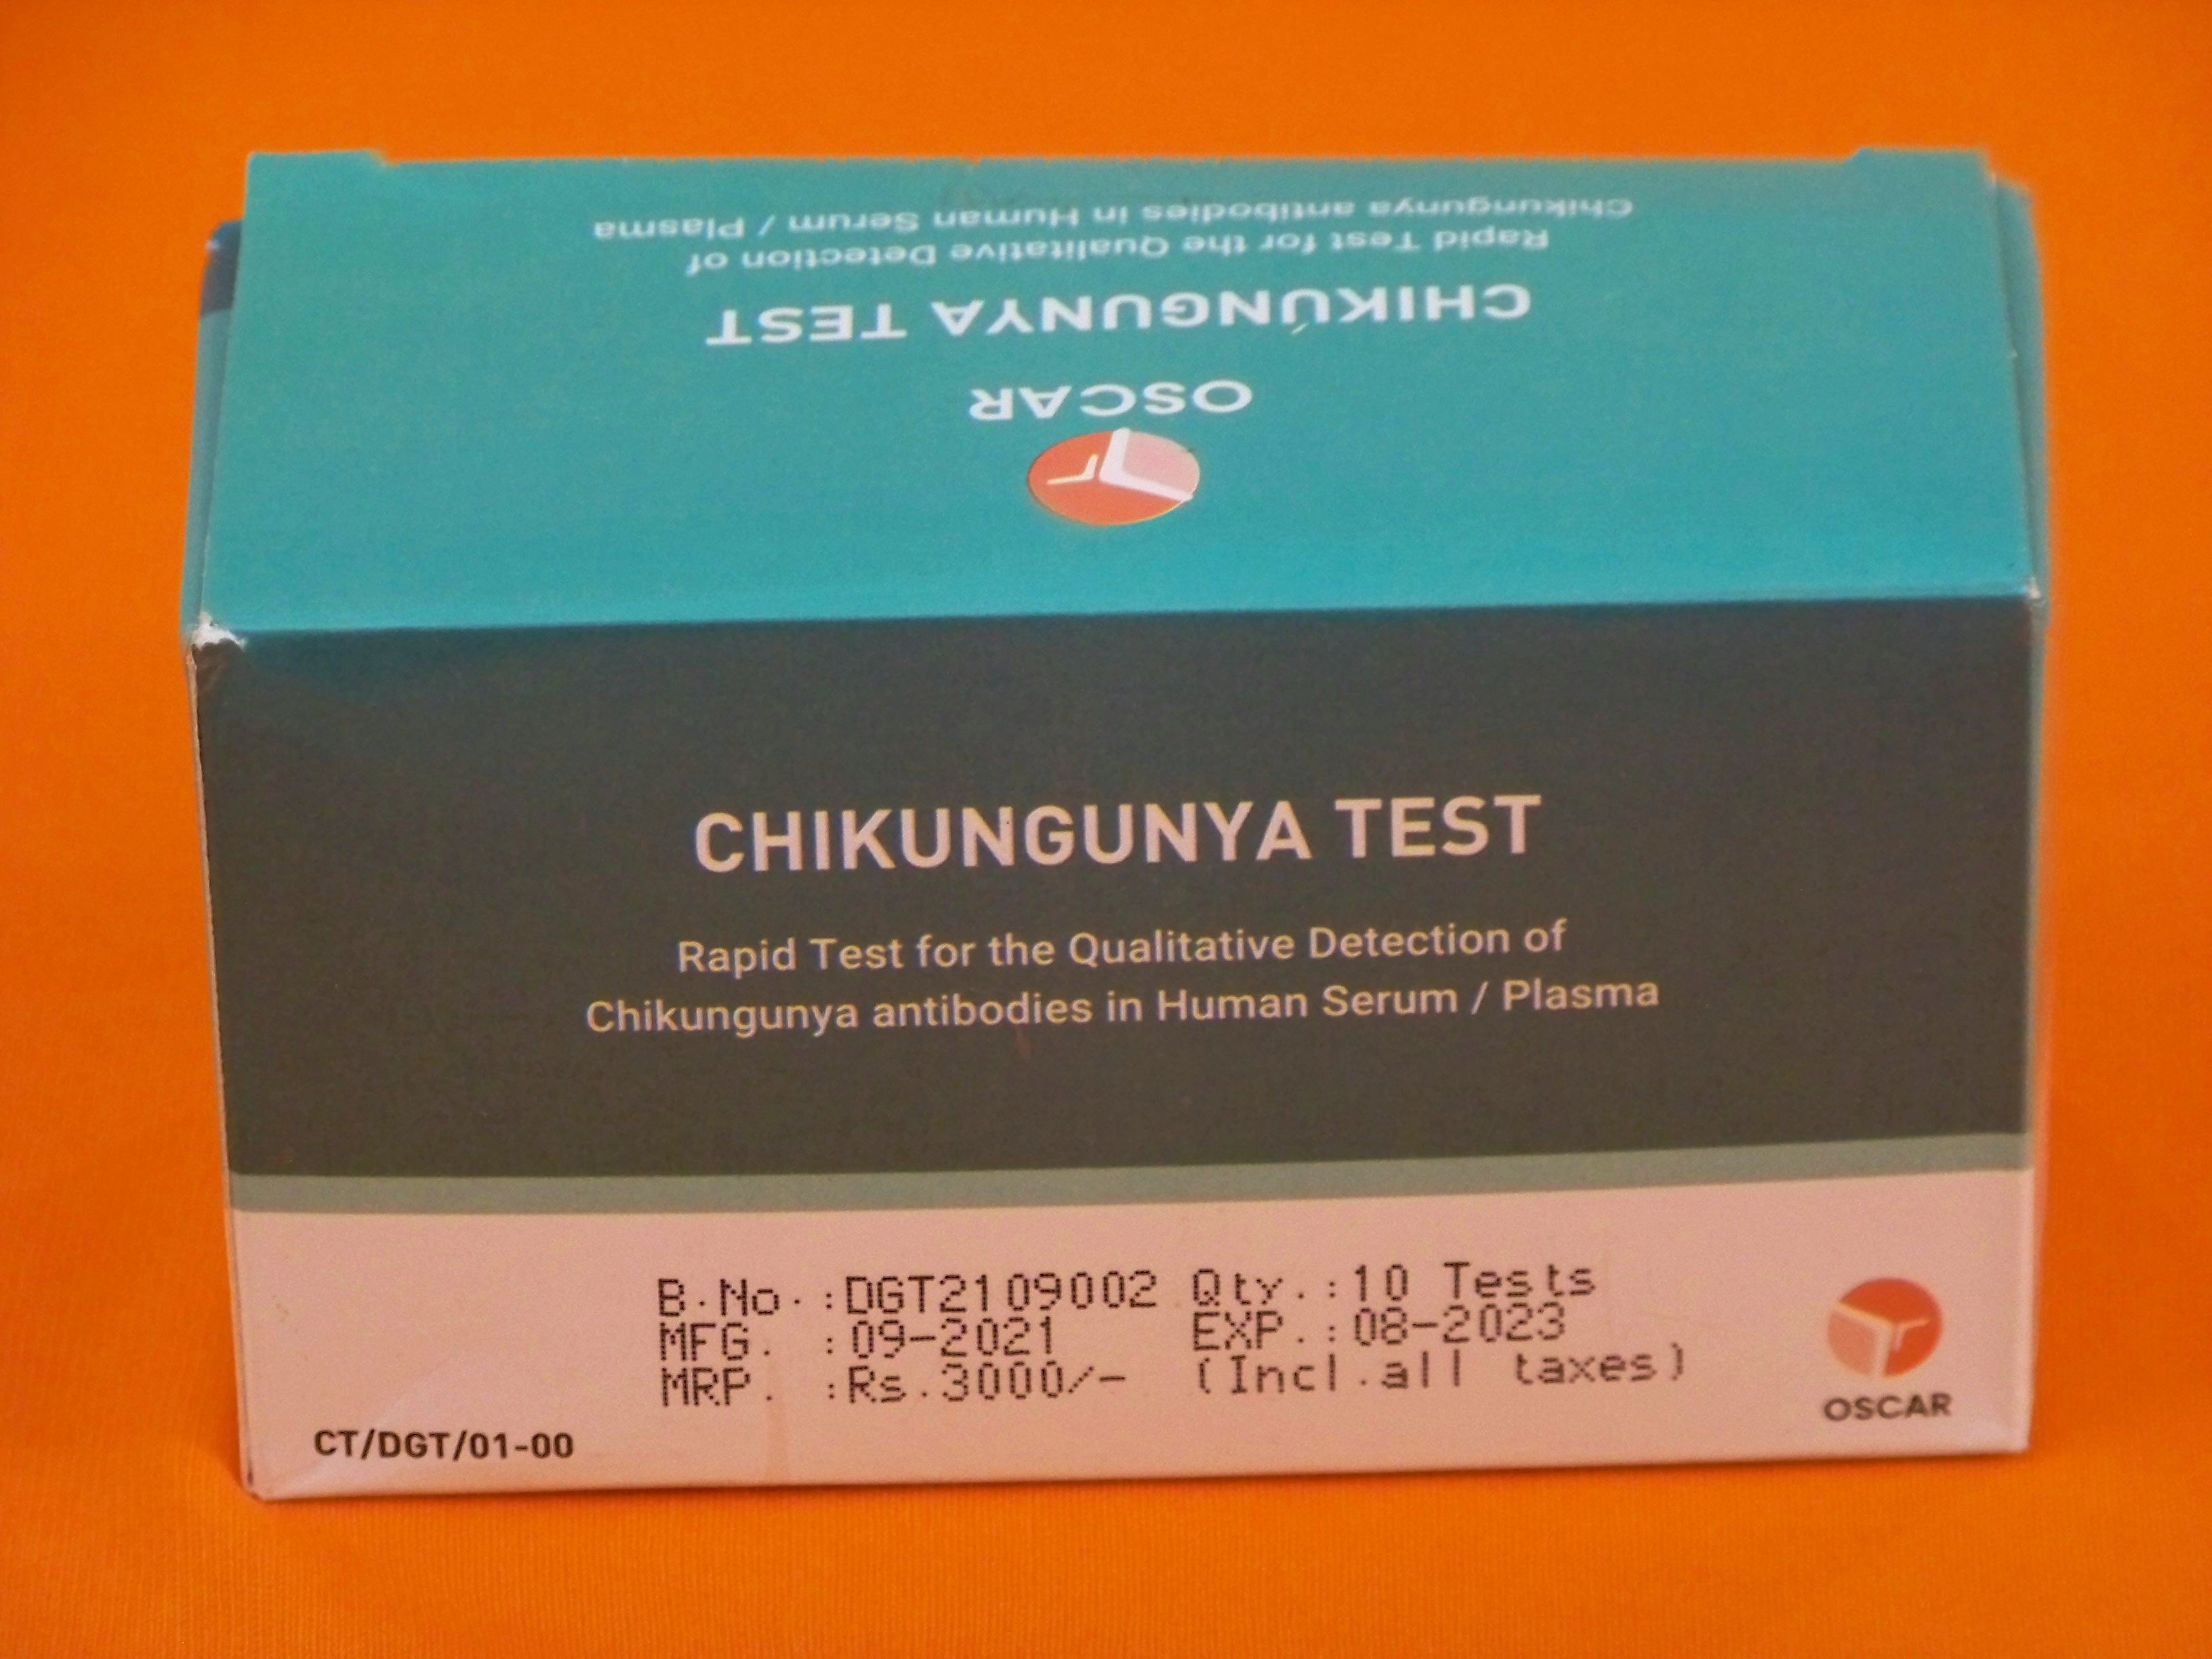 Chikungunya antibodies in Human Serum / Plasma
Rapid Test for the Qualitative Detection of
CHIKUNGUNYA TEST
OSCAR
CHIKUNGUNYA TEST
Rapid Test for the Qualitative Detection of
Chikungunya antibodies in Human Serum / Plasma
B.No. :DGT2109002 Qty.:10 Tests
MFG. :09-2021 EXP.:08-2023
MRP. :Rs.3000/- (Incl.all taxes)
OSCAR
CT/DGT/01-00